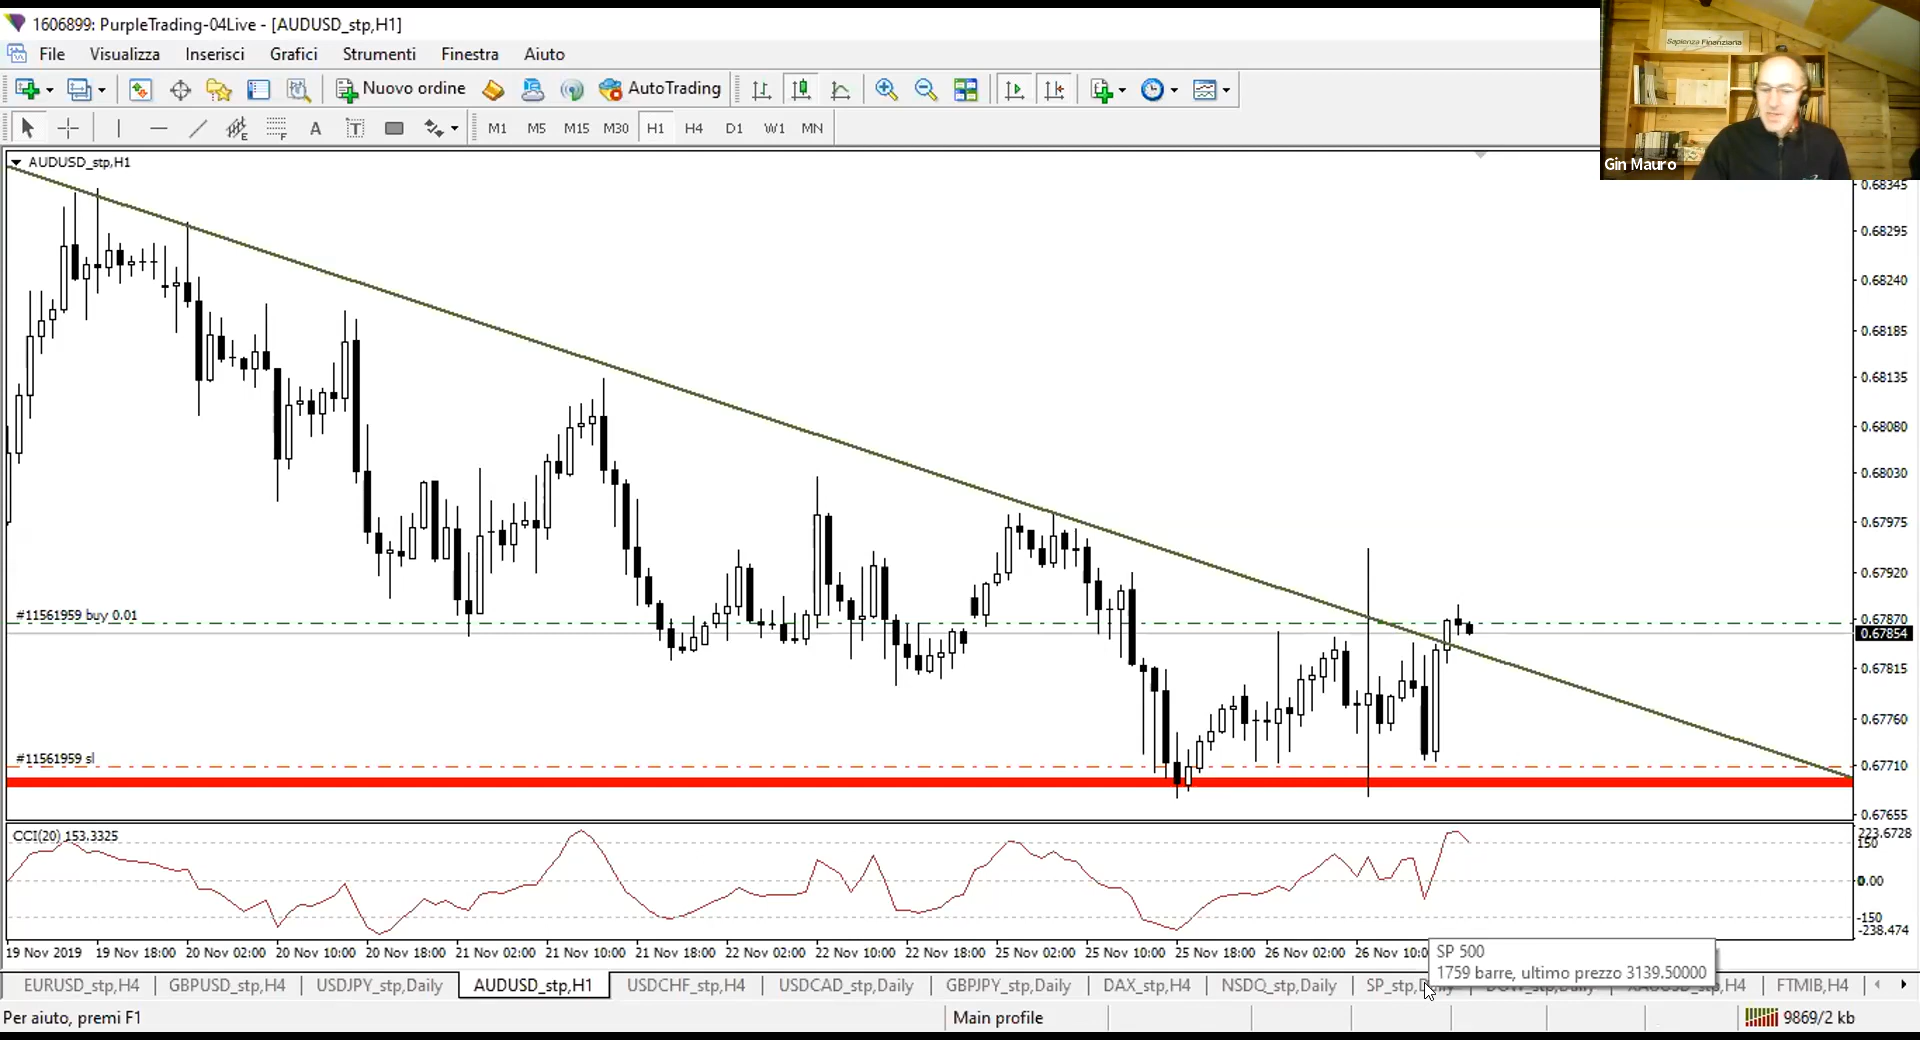 1606899: PurpleTrading-04Live - [AUDUSD_stp,H1]
File Visualizza Inserisci Grafici Strumenti Finestra Aiuto
Nuovo ordine AutoTrading
A T E F M1 M5 M15 M30 H1 H4 D1 W1 MN
Sapienza Finanziaria
Gin Mauro
AUDUSD_stp,H1
0.68345
0.68295
0.68240
0.68185
0.68135
0.68080
0.68030
0.67975
0.67920
#11561959 buy 0.01
0.67870
0.67854
0.67815
0.67760
#11561959 sl
0.67710
0.67655
CCI(20) 153.3325
223.6728
150
0.00
-150
-238.474
19 Nov 2019 19 Nov 18:00 20 Nov 02:00 20 Nov 10:00 20 Nov 18:00 21 Nov 02:00 21 Nov 10:00 21 Nov 18:00 22 Nov 02:00 22 Nov 10:00 22 Nov 18:00 25 Nov 02:00 25 Nov 10:00 25 Nov 18:00 26 Nov 02:00 26 Nov 10:0
SP 500
1759 barre, ultimo prezzo 3139.50000
EURUSD_stp,H4 GBPUSD_stp,H4 USDJPY_stp,Daily AUDUSD_stp,H1 USDCHF_stp,H4 USDCAD_stp,Daily GBPJPY_stp,Daily DAX_stp,H4 NSDQ_stp,Daily SP_stp,Daily FTMIB,H4
Per aiuto, premi F1 Main profile 9869/2 kb